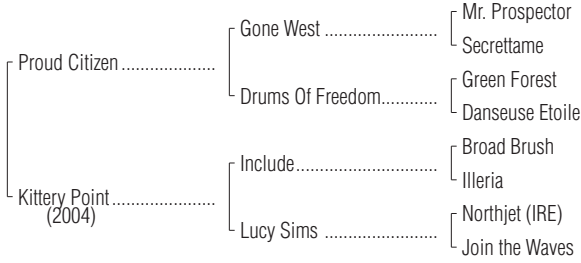 Mr. Prospector
Gone West
Secrettame
Proud Citizen
Green Forest
Drums Of Freedom
Danseuse Etoile
Broad Brush
Include
Illeria
Kittery Point
(2004)
Northjet (IRE)
Lucy Sims
Join the Waves